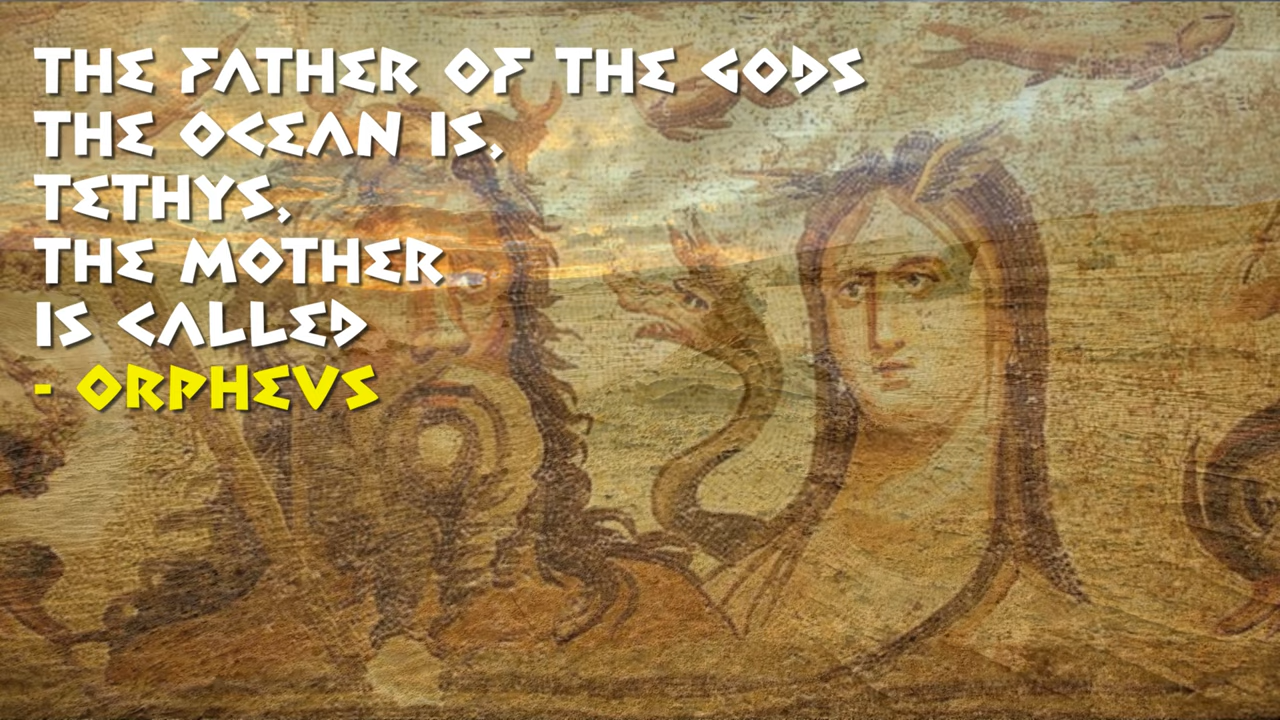 THE FATHER OF THE GODS
THE OCEAN IS,
TETHYS,
THE MOTHER
IS CALLED
- ORPHEVS